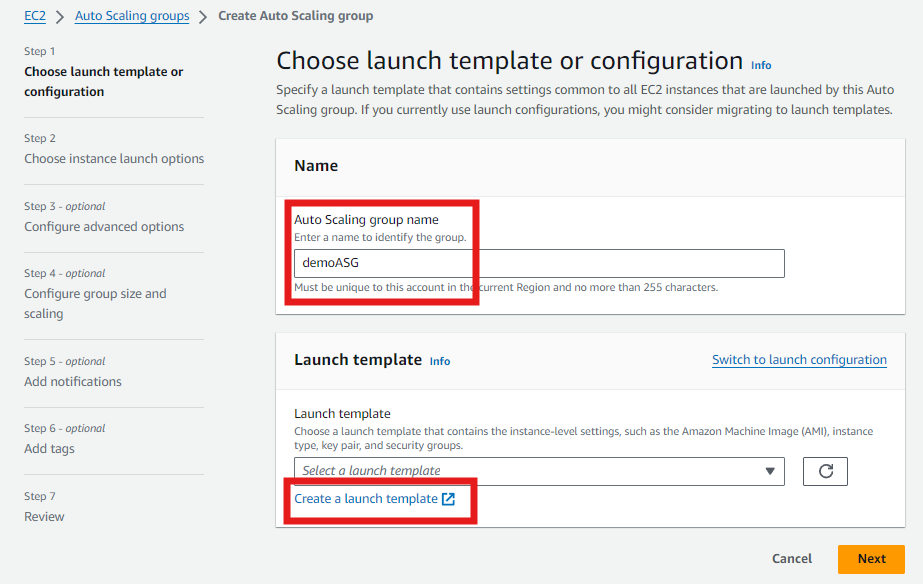 EC2 > Auto Scaling groups > Create Auto Scaling group
Step 1
Choose launch template or
configuration
Step 2
Choose instance launch options
Step 3 - optional
Configure advanced options
Step 4 - optional
Configure group size and
scaling
Step 5 - optional
Add notifications
Step 6 - optional
Add tags
Step 7
Review
Choose launch template or configuration Info
Specify a launch template that contains settings common to all EC2 instances that are launched by this Auto
Scaling group. If you currently use launch configurations, you might consider migrating to launch templates.
Name
Auto Scaling group name
Enter a name to identify the group.
demoASG
Must be unique to this account in the current Region and no more than 255 characters.
Launch template Info
Switch to launch configuration
Launch template
Choose a launch template that contains the instance-level settings, such as the Amazon Machine Image (AMI), instance
type, key pair, and security groups.
Select a launch template
Create a launch template
Cancel
Next